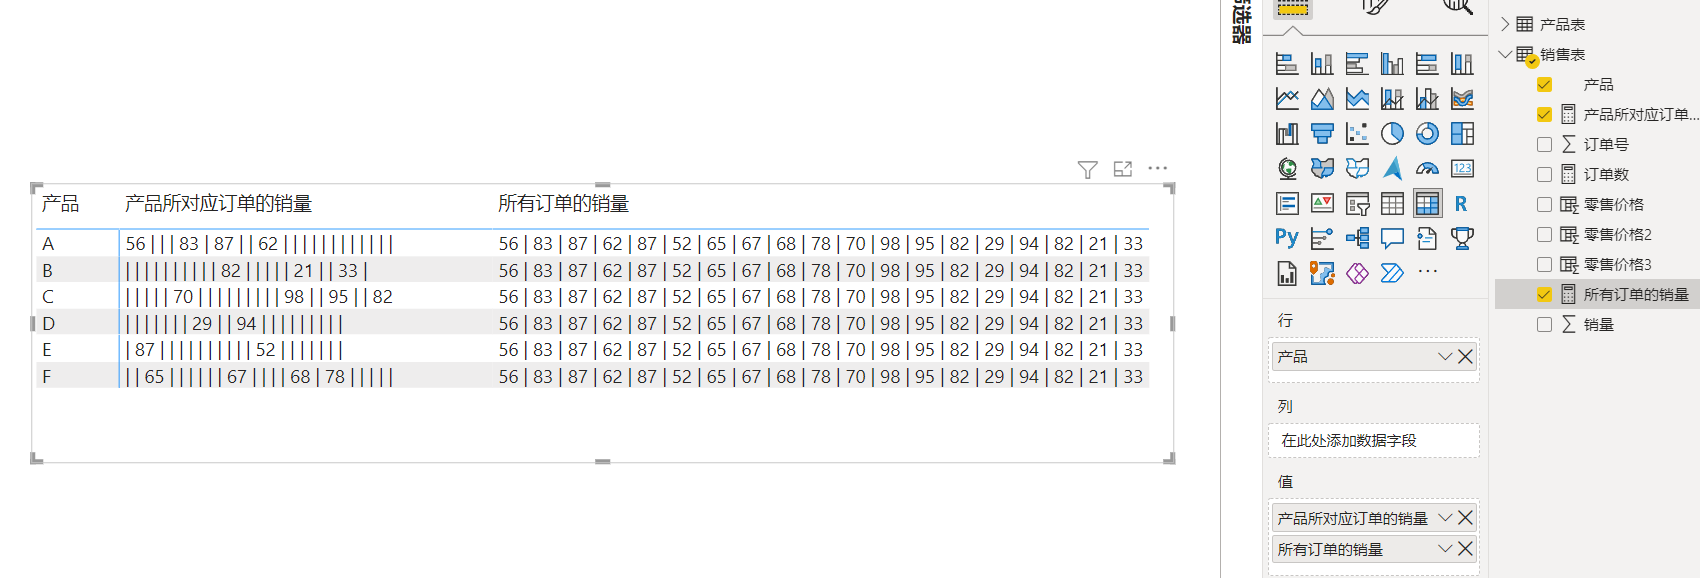 筛选器
产品 产品所对应订单的销量 所有订单的销量
A 56 | | | 83 | 87 | | 62 | | | | | | | | | | | | 56 | 83 | 87 | 62 | 87 | 52 | 65 | 67 | 68 | 78 | 70 | 98 | 95 | 82 | 29 | 94 | 82 | 21 | 33
B | | | | | | | | | | 82 | | | | | 21 | | 33 | 56 | 83 | 87 | 62 | 87 | 52 | 65 | 67 | 68 | 78 | 70 | 98 | 95 | 82 | 29 | 94 | 82 | 21 | 33
C | | | | | 70 | | | | | | | | | 98 | | 95 | | 82 56 | 83 | 87 | 62 | 87 | 52 | 65 | 67 | 68 | 78 | 70 | 98 | 95 | 82 | 29 | 94 | 82 | 21 | 33
D | | | | | | | 29 | | 94 | | | | | | | | | 56 | 83 | 87 | 62 | 87 | 52 | 65 | 67 | 68 | 78 | 70 | 98 | 95 | 82 | 29 | 94 | 82 | 21 | 33
E | 87 | | | | | | | | | | 52 | | | | | | | 56 | 83 | 87 | 62 | 87 | 52 | 65 | 67 | 68 | 78 | 70 | 98 | 95 | 82 | 29 | 94 | 82 | 21 | 33
F | | 65 | | | | | | 67 | | | | 68 | 78 | | | | | 56 | 83 | 87 | 62 | 87 | 52 | 65 | 67 | 68 | 78 | 70 | 98 | 95 | 82 | 29 | 94 | 82 | 21 | 33
123
R
Py
行
产品
列
在此处添加数据字段
值
产品所对应订单的销量
所有订单的销量
产品表
销售表
产品
产品所对应订单...
订单号
订单数
零售价格
零售价格2
零售价格3
所有订单的销量
销量